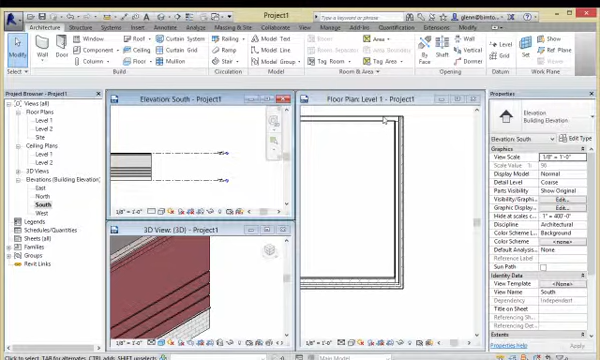 Project1
Type a keyword or phrase
Architecture
Structure
Systems
Insert
Annotate
Analyze
Massing & Site
Collaborate
View
Manage
Add-Ins
Quantification
Extensions
Modify
Modify
Wall
Door
Window
Component
Column
Roof
Ceiling
Floor
Curtain System
Curtain Grid
Mullion
Railing
Ramp
Stair
Model Text
Model Line
Model Group
Room
Tag Room
Area
Tag Area
By Face
Shaft
Wall
Vertical
Dormer
Level
Grid
Set
Show
Ref Plane
Select
Build
Circulation
Model
Room & Area
Opening
Datum
Work Plane
Project Browser - Project1
Views (all)
Floor Plans
Level 1
Level 2
Site
Ceiling Plans
Level 1
Level 2
3D Views
Elevations (Building Elevation)
East
North
South
West
Legends
Schedules/Quantities
Sheets (all)
Families
Groups
Revit Links
Elevation: South - Project1
1/8" = 1'-0"
3D View: {3D} - Project1
1/8" = 1'-0"
Floor Plan: Level 1 - Project1
1/8" = 1'-0"
Properties
Elevation
Building Elevation
Elevation: South
Edit Type
Graphics
View Scale 1/8" = 1'-0"
Scale Value 1: 96
Display Model Normal
Detail Level Coarse
Parts Visibility Show Original
Visibility/Graphi... Edit...
Graphic Display... Edit...
Hide at scales c... 1" = 400'-0"
Discipline Architectural
Color Scheme L... Background
Color Scheme <none>
Default Analysis... None
Reference Label
Sun Path
Identity Data
View Template <None>
View Name South
Dependency Independent
Title on Sheet
Referencing Sh...
Extents
Properties help
Apply
Main Model